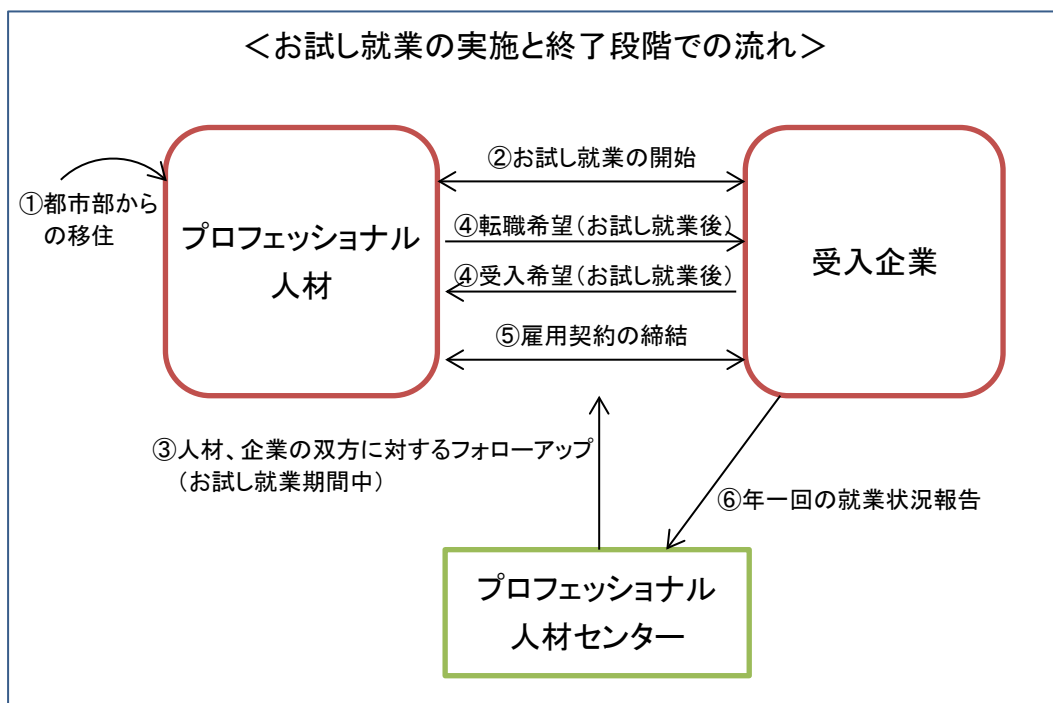 ＜お試し就業の実施と終了段階での流れ＞
②お試し就業の開始
①都市部から
の移住
プロフェッショナル
人材
④転職希望（お試し就業後）
④受入希望（お試し就業後）
受入企業
⑤雇用契約の締結
③人材、企業の双方に対するフォローアップ
（お試し就業期間中）
⑥年一回の就業状況報告
プロフェッショナル
人材センター